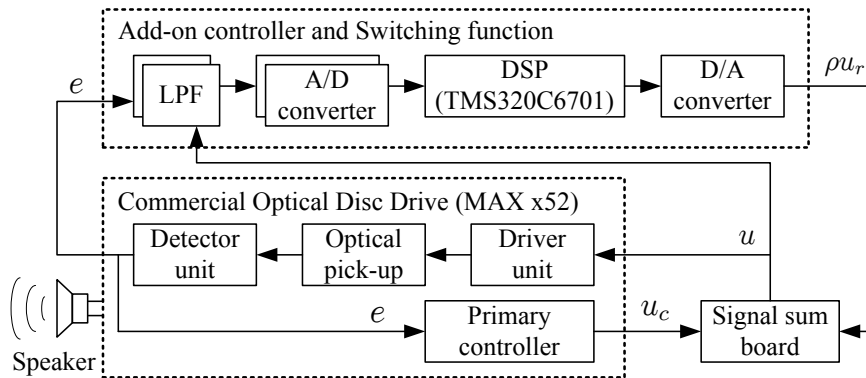 Add-on controller and Switching function
e
LPF
A/D
converter
DSP
(TMS320C6701)
D/A
converter
ρu_r
Commercial Optical Disc Drive (MAX x52)
Detector
unit
Optical
pick-up
Driver
unit
u
Speaker
e
Primary
controller
u_c
Signal sum
board